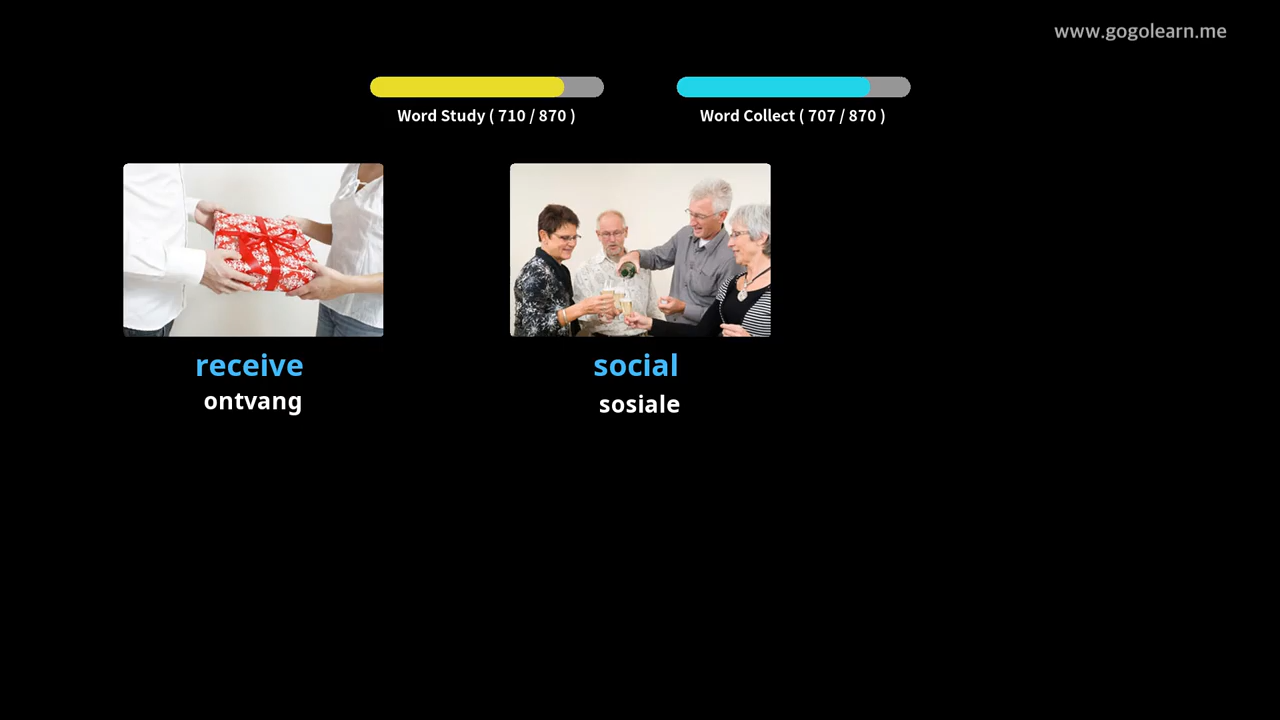 www.gogolearn.me
Word Study ( 710 / 870 )
Word Collect ( 707 / 870 )
receive
ontvang
social
sosiale